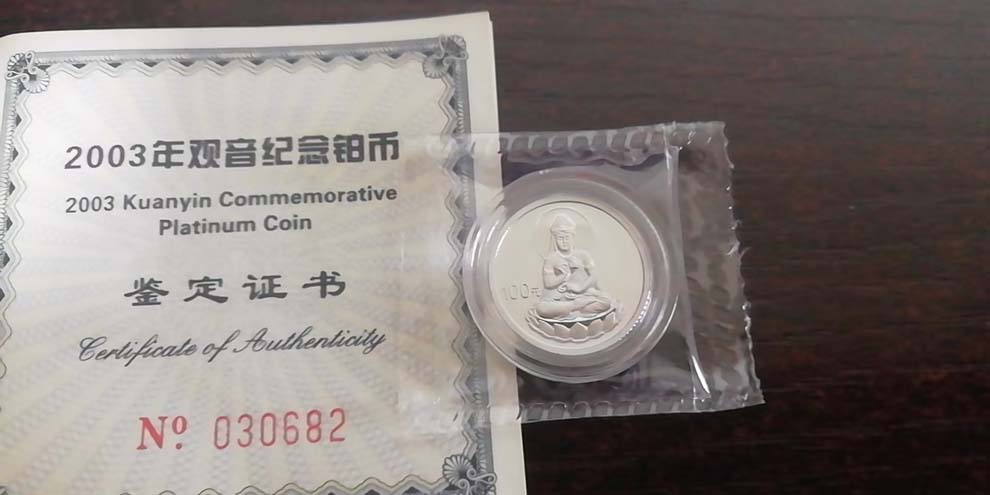 2003年观音纪念铂币
2003 Kuanyin Commemorative
Platinum Coin
鉴定证书
Certificate of Authenticity
Nº 030682
100元